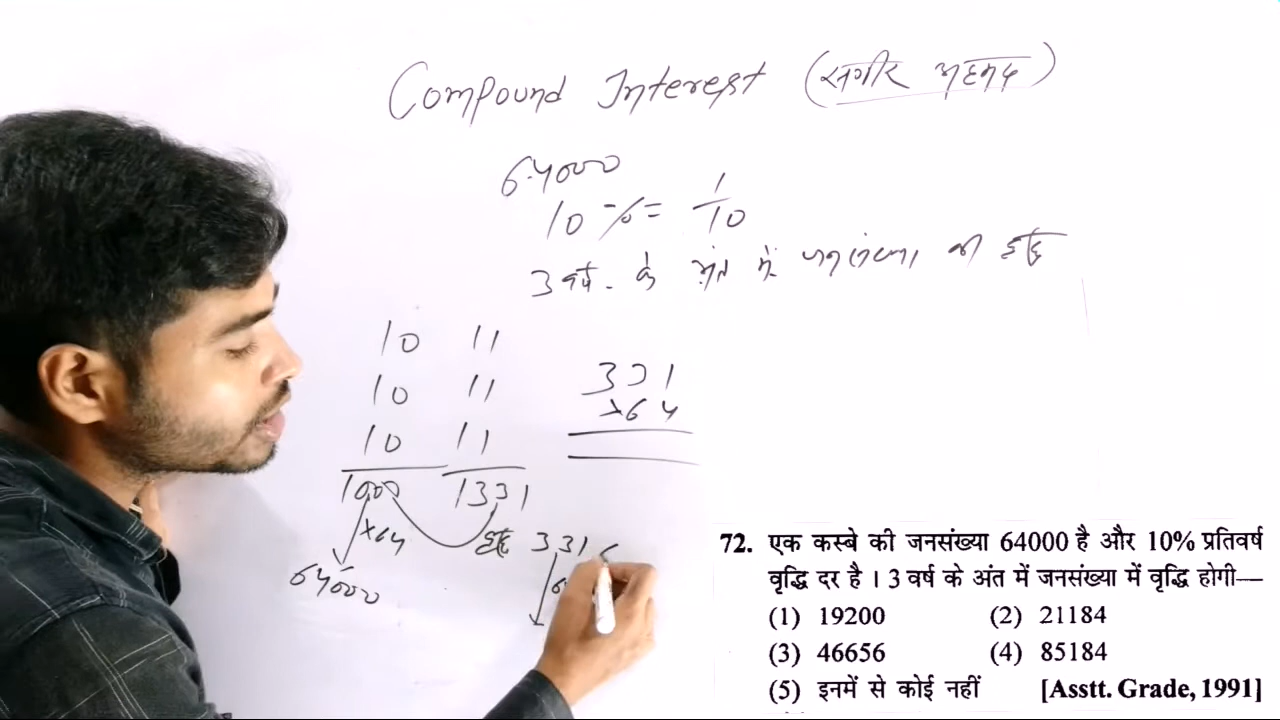 Compound Interest (सगीर अहमद)
64000
10 %= 1/10
3 वर्ष. के अंत में जनसंख्या की वृद्धि
10 11
10 11
10 11
1000 1331
331
×64
×64
64000
वृद्धि 331
72. एक कस्बे की जनसंख्या 64000 है और 10% प्रतिवर्ष
वृद्धि दर है । 3 वर्ष के अंत में जनसंख्या में वृद्धि होगी—
(1) 19200 (2) 21184
(3) 46656 (4) 85184
(5) इनमें से कोई नहीं [Asstt. Grade, 1991]